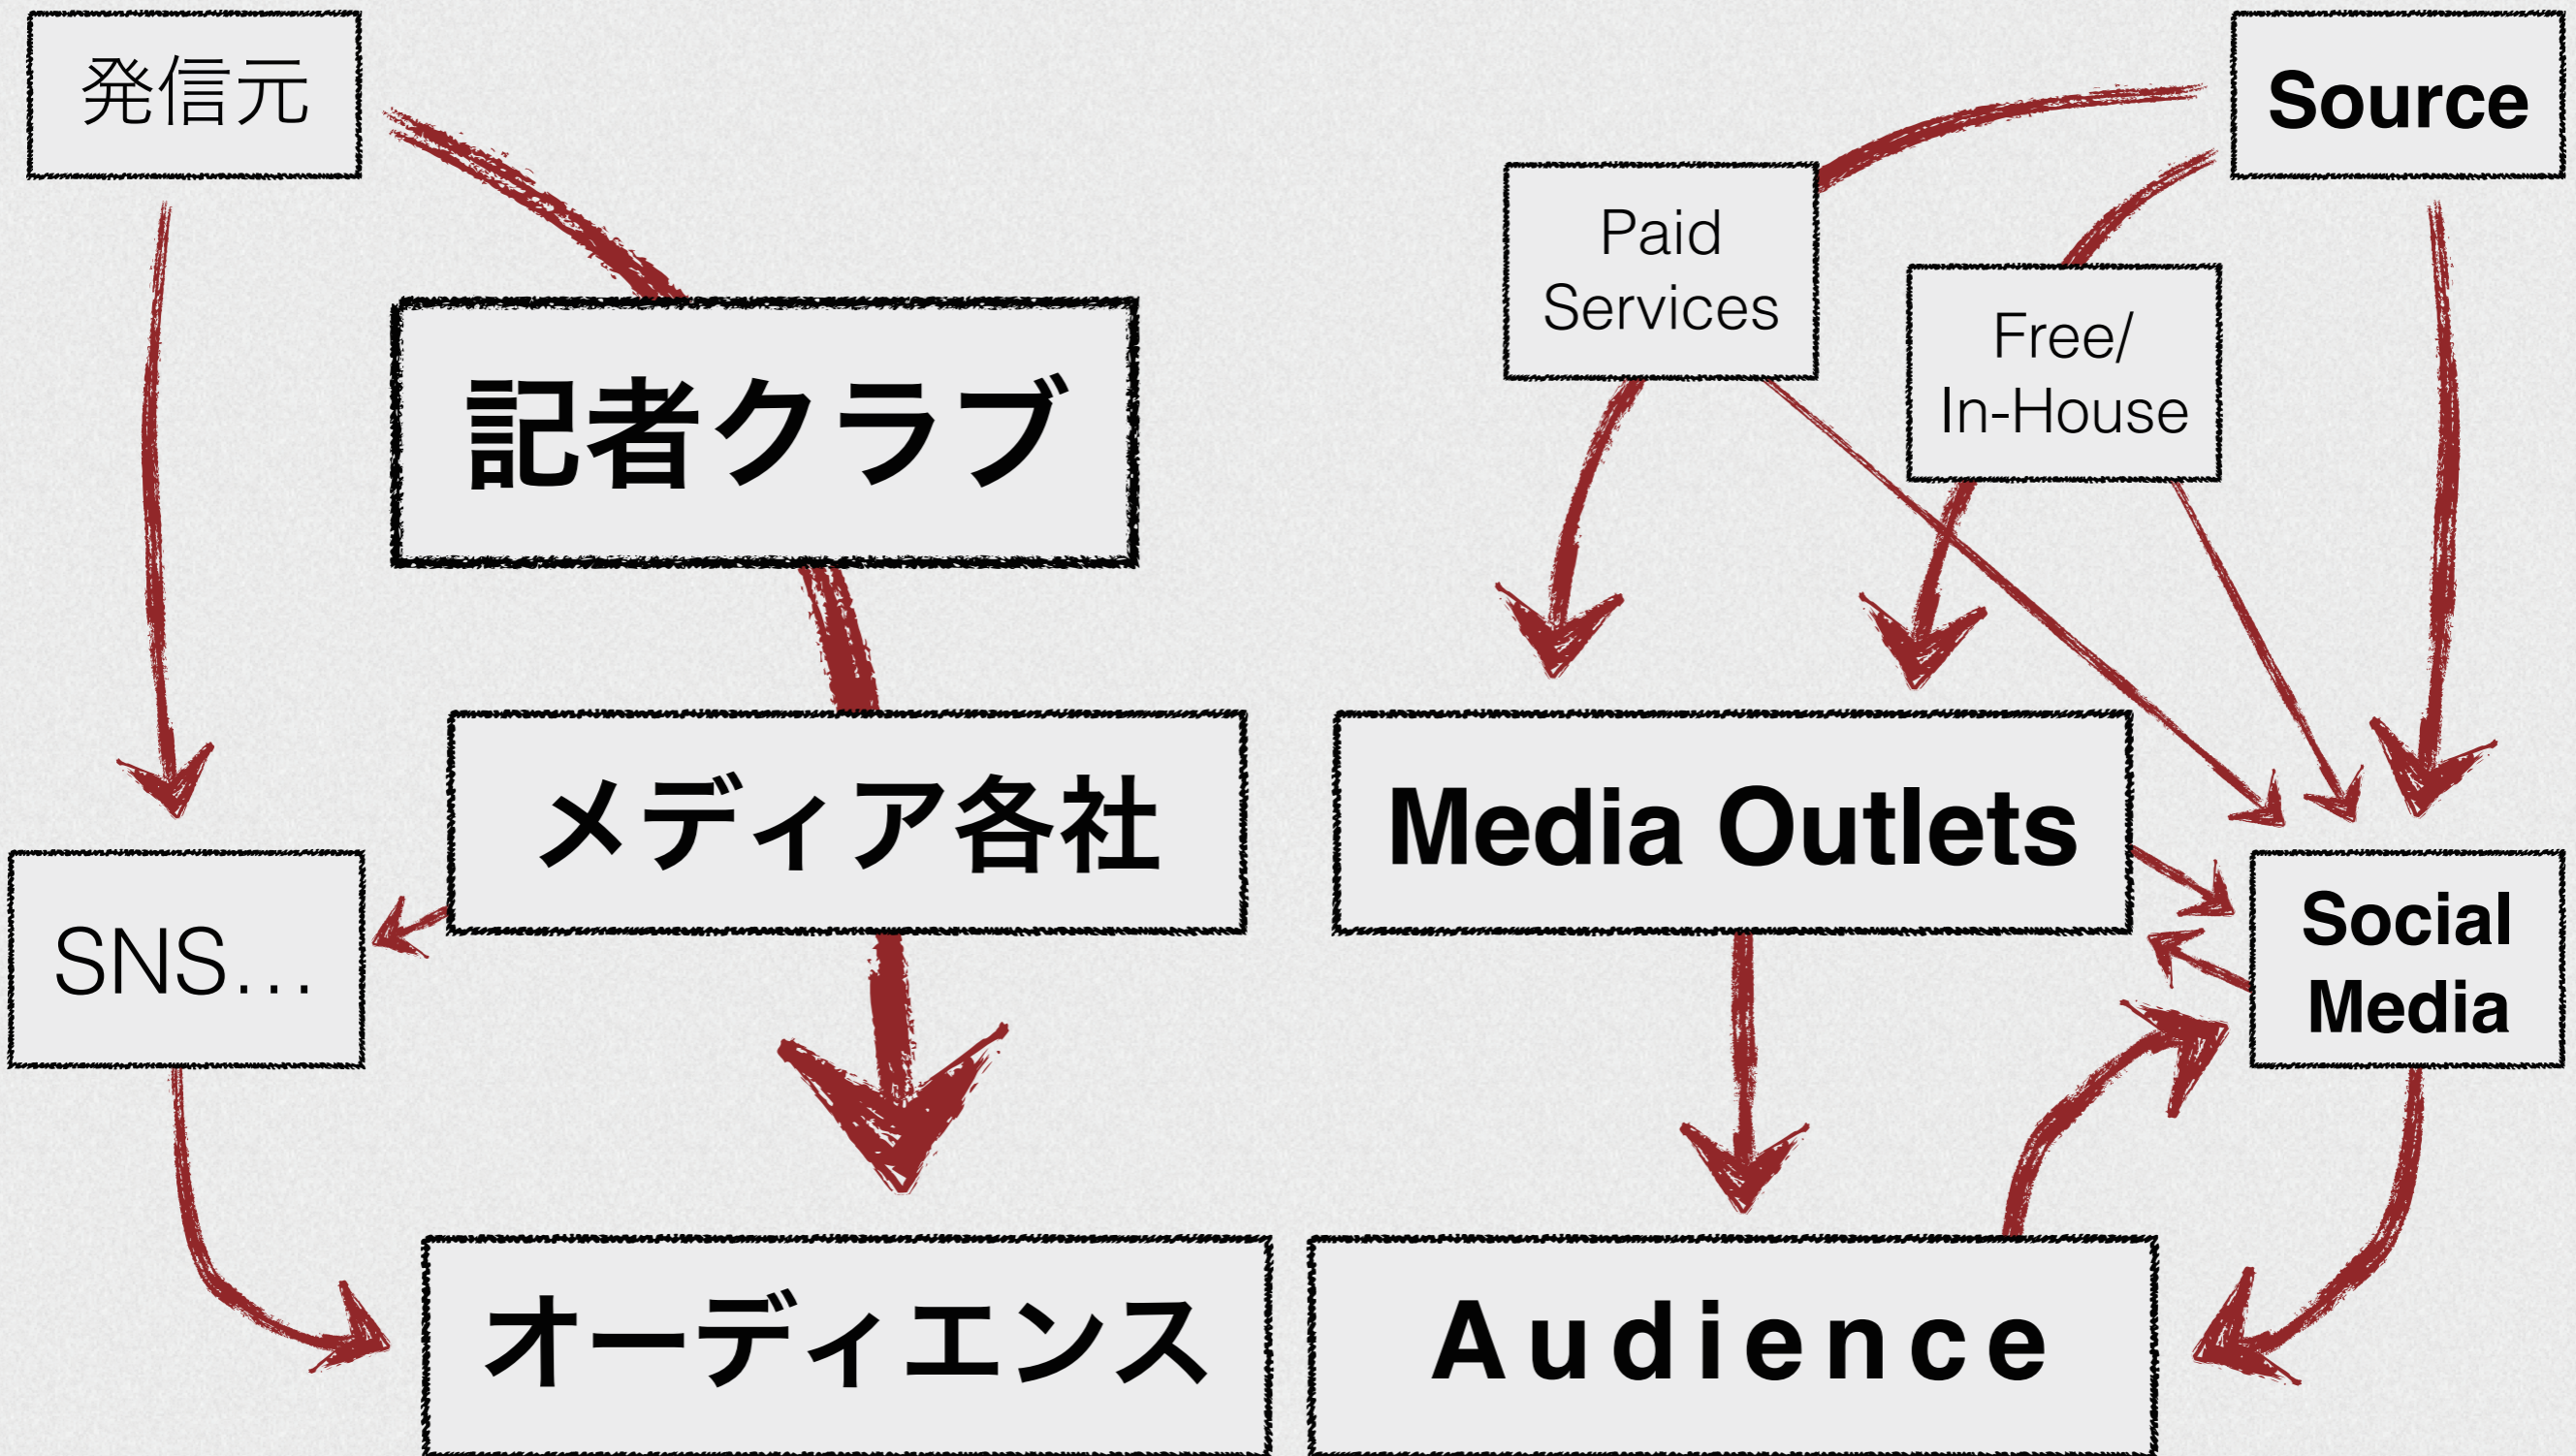 発信元
記者クラブ
メディア各社
SNS…
オーディエンス
Source
Paid
Services
Free/
In-House
Media Outlets
Social
Media
Audience